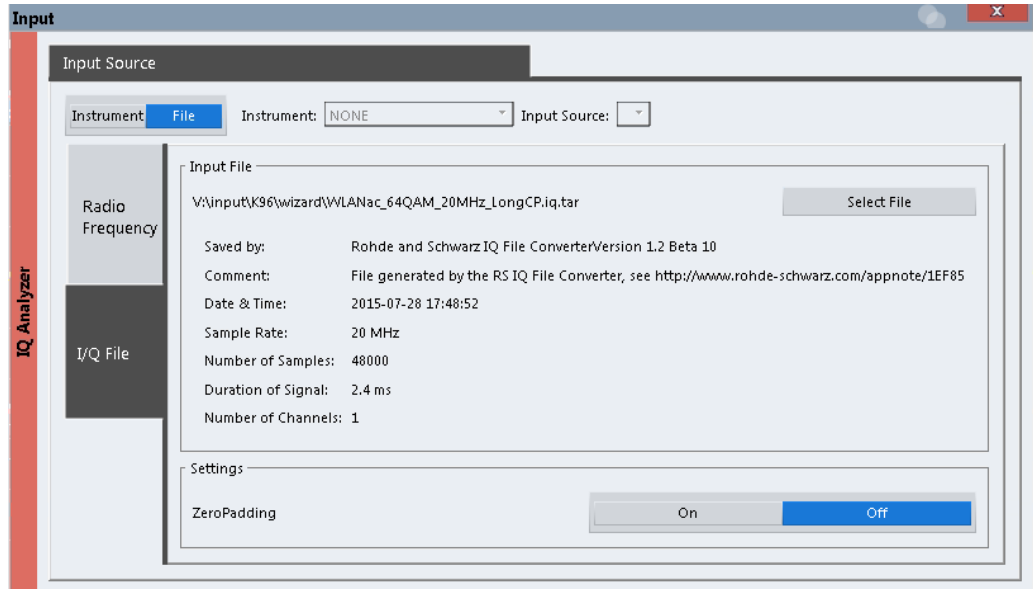 Input
x
Input Source
Instrument File Instrument: NONE Input Source:
Radio
Frequency
I/Q File
IQ Analyzer
Input File
V:\input\K96\wizard\WLANac_64QAM_20MHz_LongCP.iq.tar Select File
Saved by: Rohde and Schwarz IQ File ConverterVersion 1.2 Beta 10
Comment: File generated by the RS IQ File Converter, see http://www.rohde-schwarz.com/appnote/1EF85
Date & Time: 2015-07-28 17:48:52
Sample Rate: 20 MHz
Number of Samples: 48000
Duration of Signal: 2.4 ms
Number of Channels: 1
Settings
ZeroPadding On Off